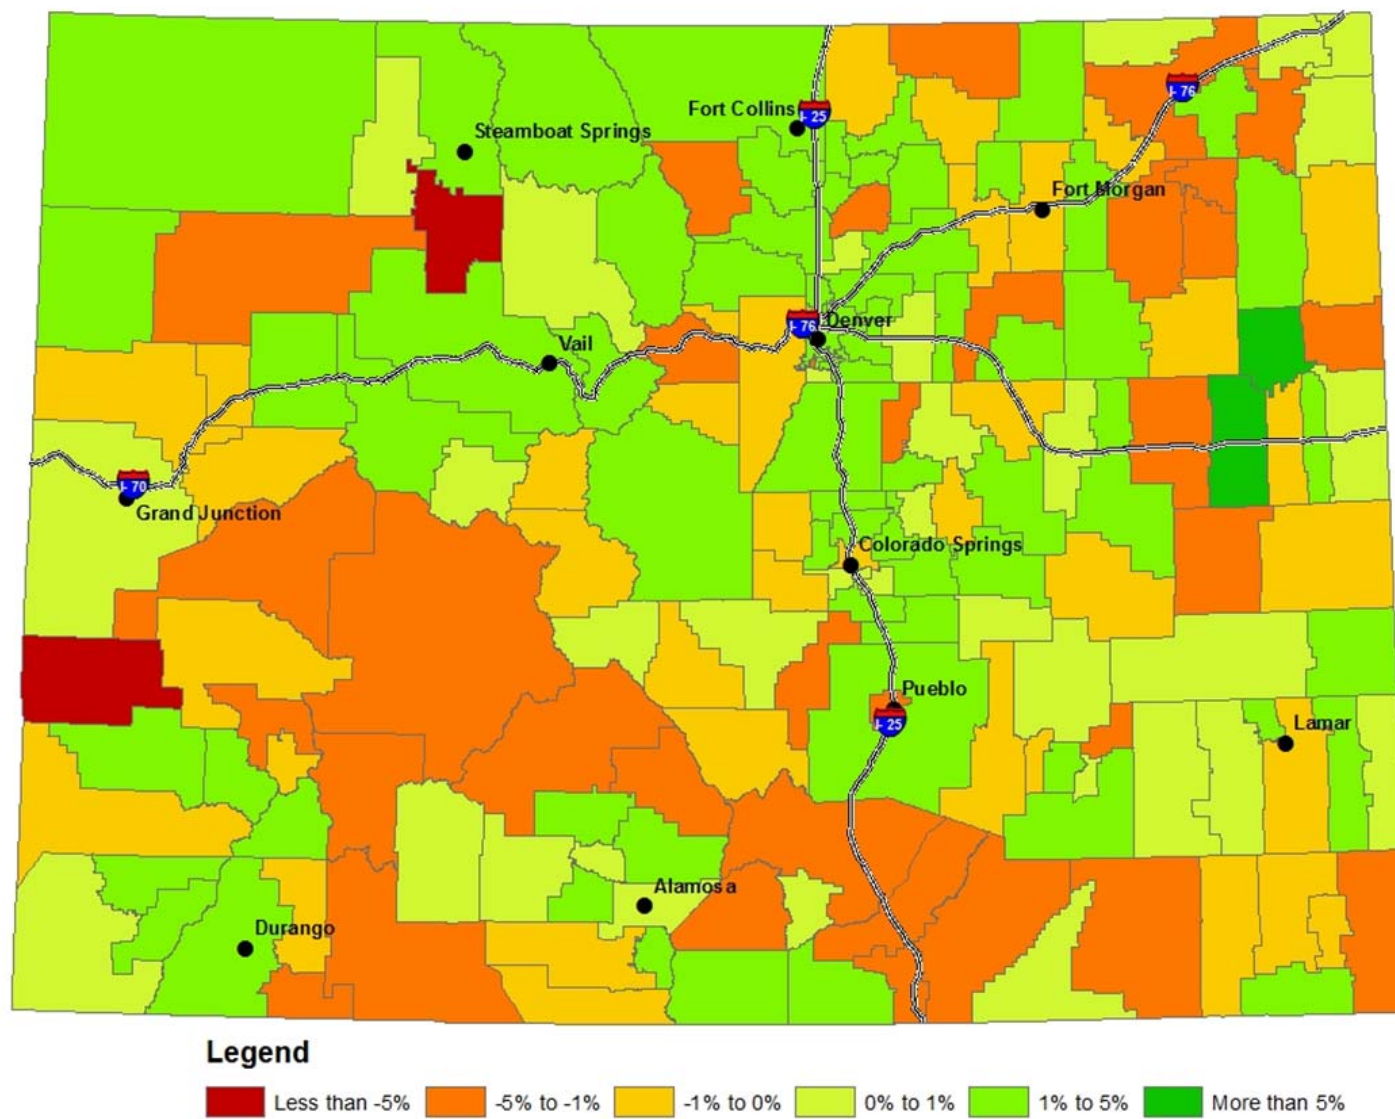 I- 76
Fort Collins
I- 25
Steamboat Springs
Fort Morgan
I- 76
Denver
Vail
I- 70
Grand Junction
Colorado Springs
Pueblo
I- 25
Lamar
Alamosa
Durango
Legend
Less than -5%
-5% to -1%
-1% to 0%
0% to 1%
1% to 5%
More than 5%